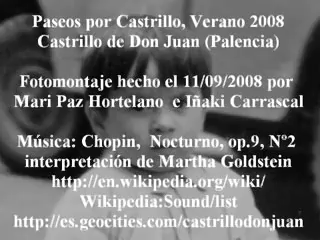 Paseos por Castrillo, Verano 2008
Castrillo de Don Juan (Palencia)
Fotomontaje hecho el 11/09/2008 por
Mari Paz Hortelano  e Iñaki Carrascal
Música: Chopin,  Nocturno, op.9, Nº2
interpretación de Martha Goldstein
http://en.wikipedia.org/wiki/
Wikipedia:Sound/list
http://es.geocities.com/castrillodonjuan